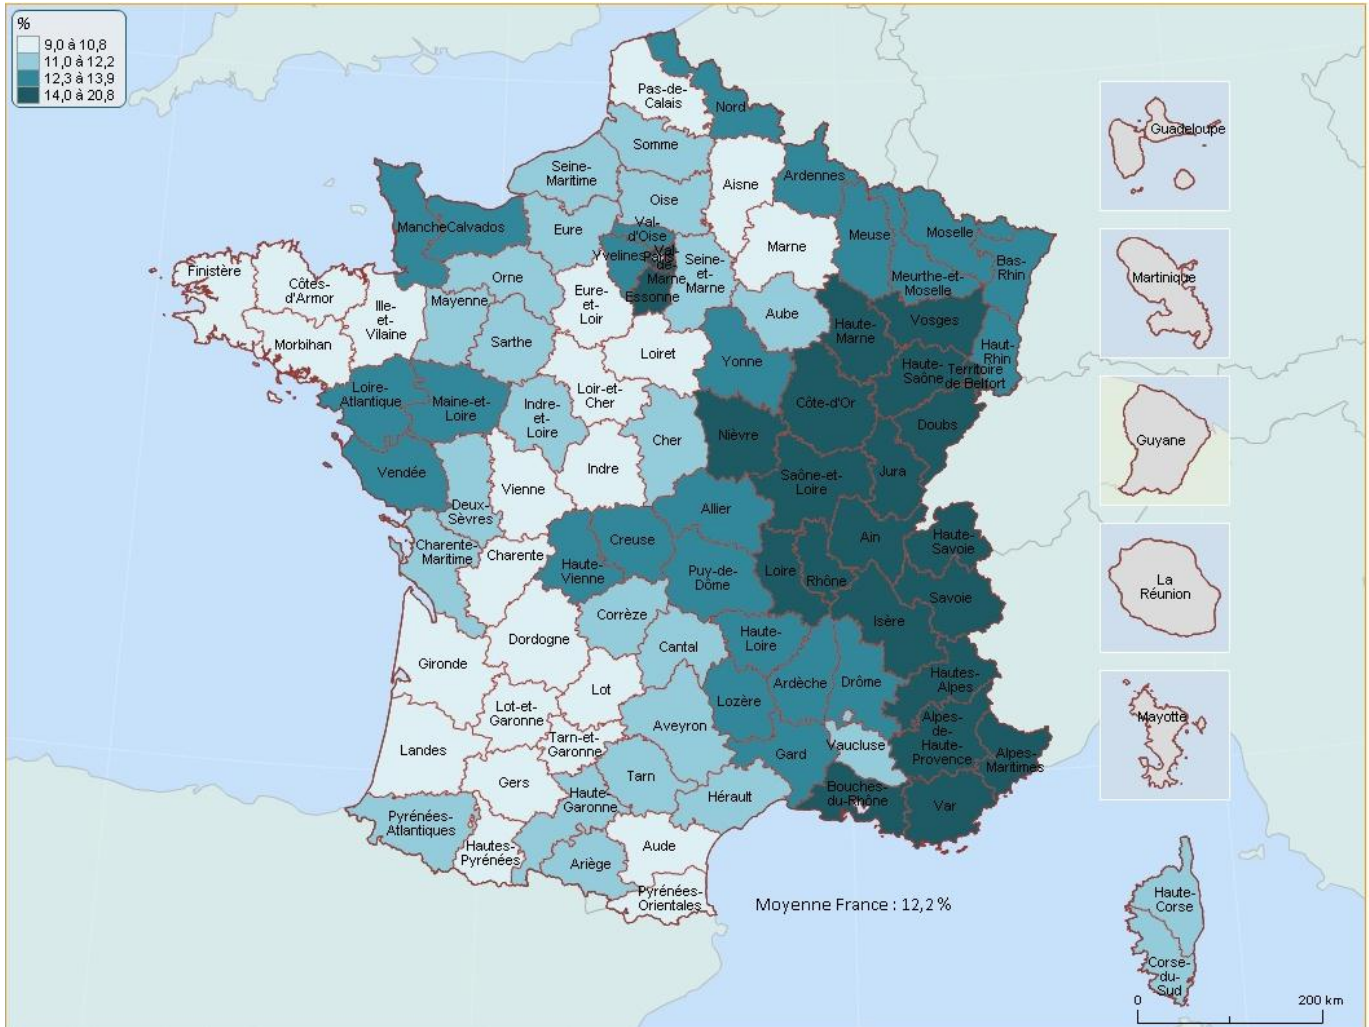 %
9,0 à 10,8
11,0 à 12,2
12,3 à 13,9
14,0 à 20,8
Pas-de-
Calais
Nord
Somme
Seine-
Maritime
Oise
Aisne
Ardennes
Manche
Calvados
Eure
Val-
d'Oise
Yvelines
Paris
Val-
de-
Marne
Essonne
Seine-
et-
Marne
Marne
Meuse
Moselle
Meurthe-et-
Moselle
Bas-
Rhin
Finistère
Côtes-
d'Armor
Ille-
et-
Vilaine
Morbihan
Mayenne
Orne
Sarthe
Eure-
et-
Loir
Loiret
Aube
Haute-
Marne
Vosges
Haut-
Rhin
Yonne
Haute-
Saône
Territoire
de Belfort
Loire-
Atlantique
Maine-et-
Loire
Indre-
et-
Loire
Loir-et-
Cher
Cher
Nièvre
Côte-d'Or
Doubs
Vendée
Deux-
Sèvres
Vienne
Indre
Saône-et-
Loire
Jura
Allier
Charente-
Maritime
Charente
Haute-
Vienne
Creuse
Puy-de-
Dôme
Loire
Rhône
Ain
Haute-
Savoie
Savoie
Isère
Corrèze
Dordogne
Gironde
Cantal
Haute-
Loire
Ardèche
Drôme
Hautes-
Alpes
Lot
Lot-et-
Garonne
Aveyron
Lozère
Landes
Tarn-et-
Garonne
Gard
Vaucluse
Alpes-
de-
Haute-
Provence
Alpes-
Maritimes
Gers
Tarn
Haute-
Garonne
Hérault
Bouches-
du-Rhône
Var
Pyrénées-
Atlantiques
Hautes-
Pyrénées
Ariège
Aude
Pyrénées-
Orientales
Moyenne France : 12,2 %
Guadeloupe
Martinique
Guyane
La
Réunion
Mayotte
Haute-
Corse
Corse-
du-
Sud
0
200 km